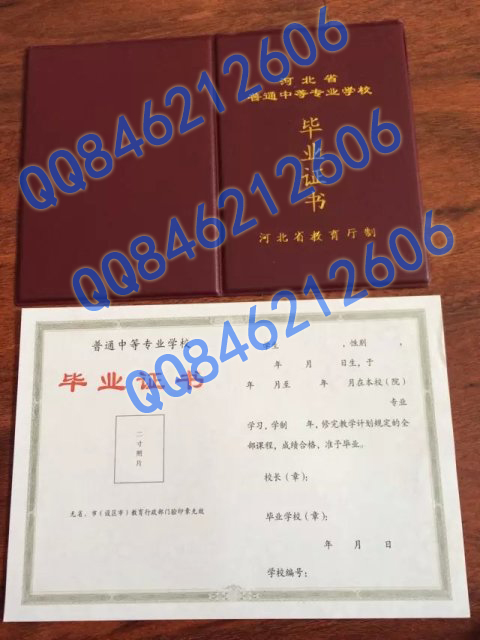 河北省
普通中等专业学校
毕业证书
河北省教育厅制
QQ846212606
QQ846212606
QQ846212606
普通中等专业学校
毕业证书
二寸照片
无省、市（设区市）教育行政部门验印章无效
学生 ，性别 ，
年 月 日生，于
年 月至 年 月在本校（院）
专业
学习，学制 年，修完教学计划规定的全
部课程，成绩合格，准予毕业。
校长（章）：
毕业学校（章）：
年 月 日
学校编号：